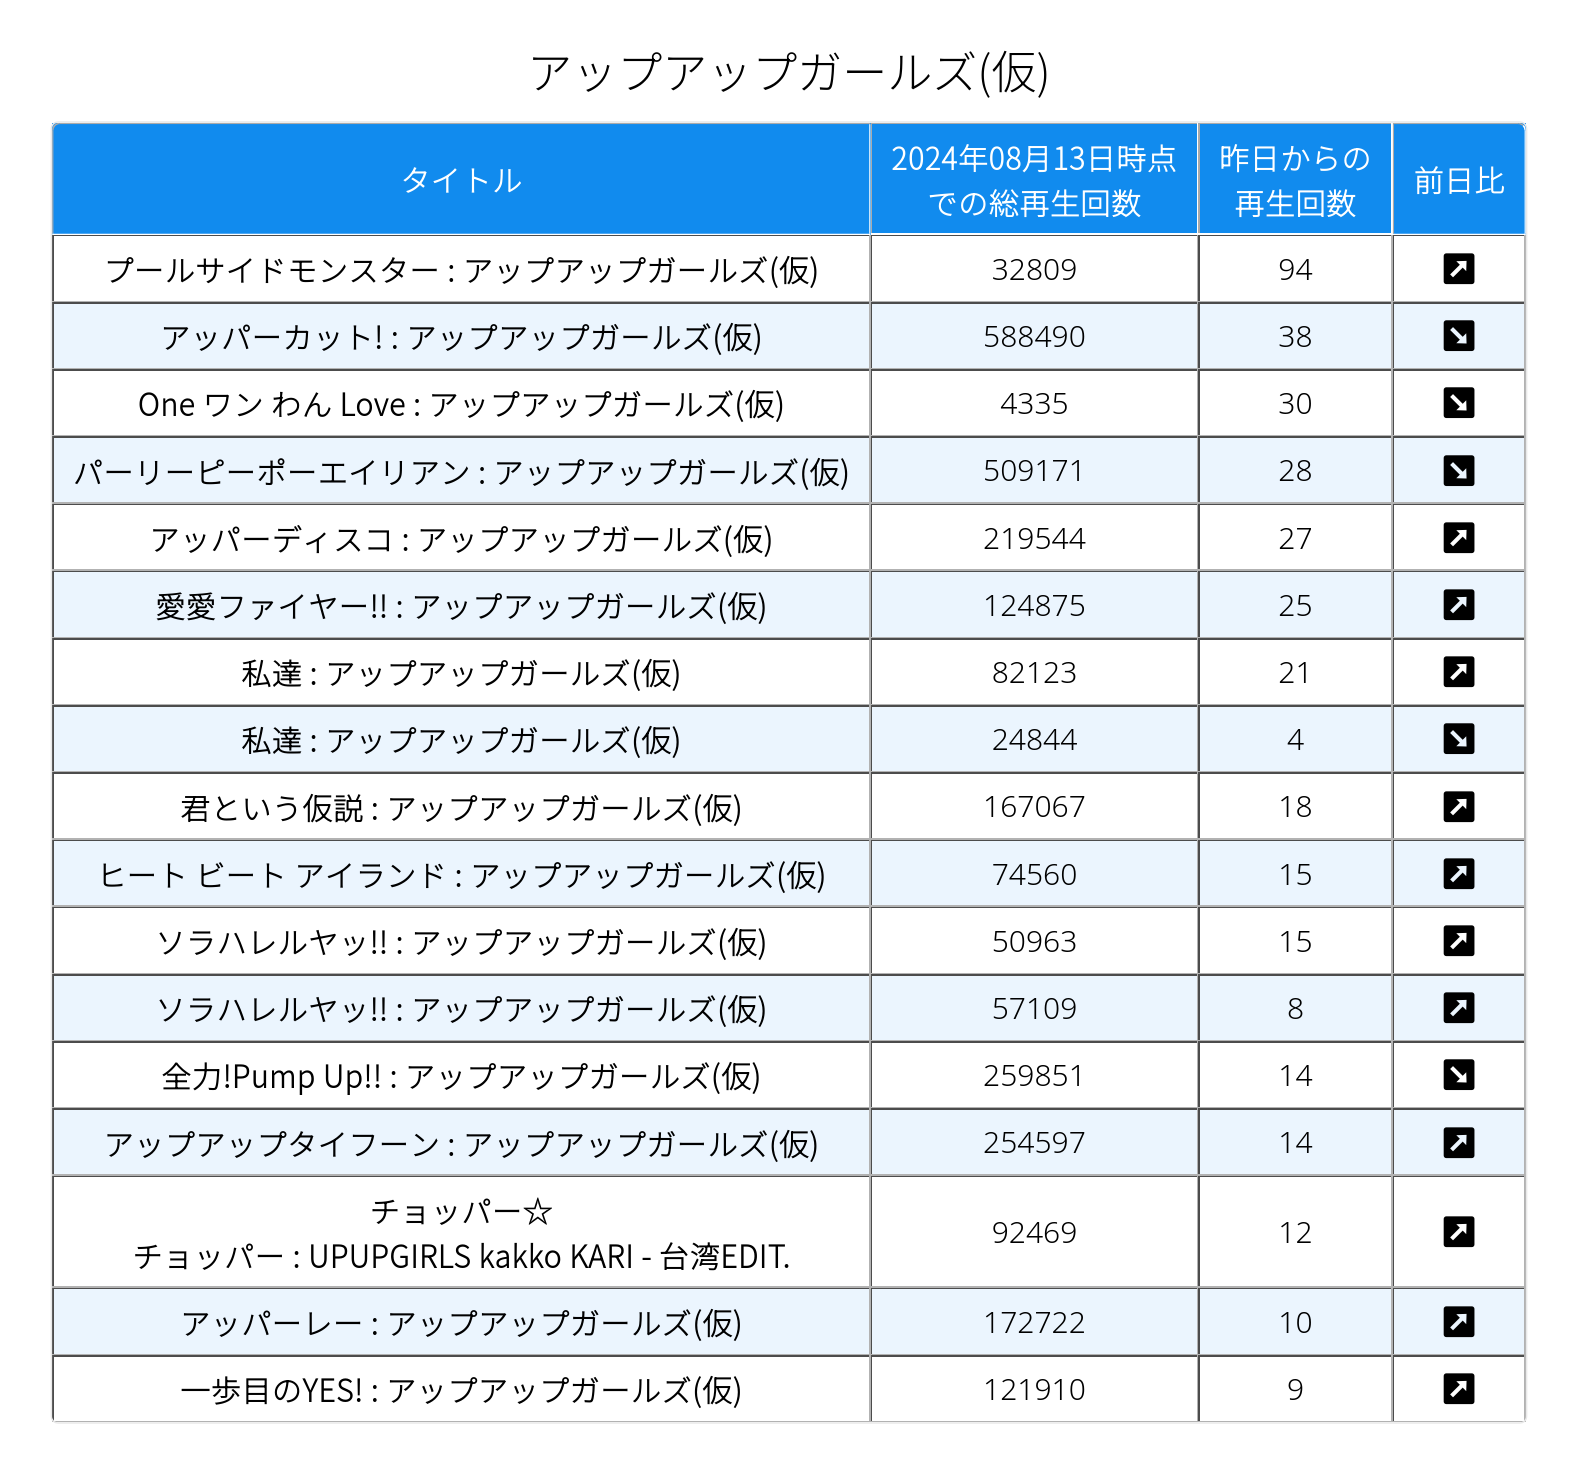 アップアップガールズ(仮)
タイトル
2024年08月13日時点
での総再生回数
昨日からの
再生回数
前日比
プールサイドモンスター : アップアップガールズ(仮) 32809 94 ↗
アッパーカット! : アップアップガールズ(仮) 588490 38 ↘
One ワン わん Love : アップアップガールズ(仮) 4335 30 ↘
パーリーピーポーエイリアン : アップアップガールズ(仮) 509171 28 ↘
アッパーディスコ : アップアップガールズ(仮) 219544 27 ↗
愛愛ファイヤー!! : アップアップガールズ(仮) 124875 25 ↗
私達 : アップアップガールズ(仮) 82123 21 ↗
私達 : アップアップガールズ(仮) 24844 4 ↘
君という仮説 : アップアップガールズ(仮) 167067 18 ↗
ヒート ビート アイランド : アップアップガールズ(仮) 74560 15 ↗
ソラハレルヤッ!! : アップアップガールズ(仮) 50963 15 ↗
ソラハレルヤッ!! : アップアップガールズ(仮) 57109 8 ↗
全力!Pump Up!! : アップアップガールズ(仮) 259851 14 ↘
アップアップタイフーン : アップアップガールズ(仮) 254597 14 ↗
チョッパー☆
チョッパー : UPUPGIRLS kakko KARI - 台湾EDIT. 92469 12 ↗
アッパーレー : アップアップガールズ(仮) 172722 10 ↗
一歩目のYES! : アップアップガールズ(仮) 121910 9 ↗